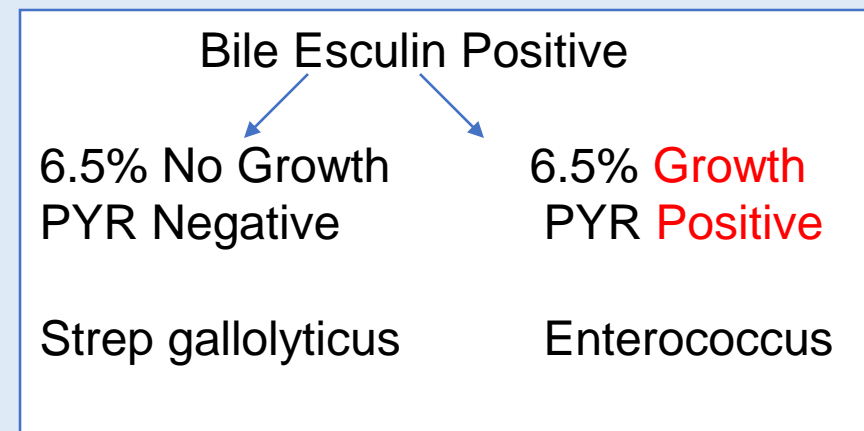 Bile Esculin Positive
6.5% No Growth 6.5% Growth
PYR Negative PYR Positive
Strep gallolyticus Enterococcus